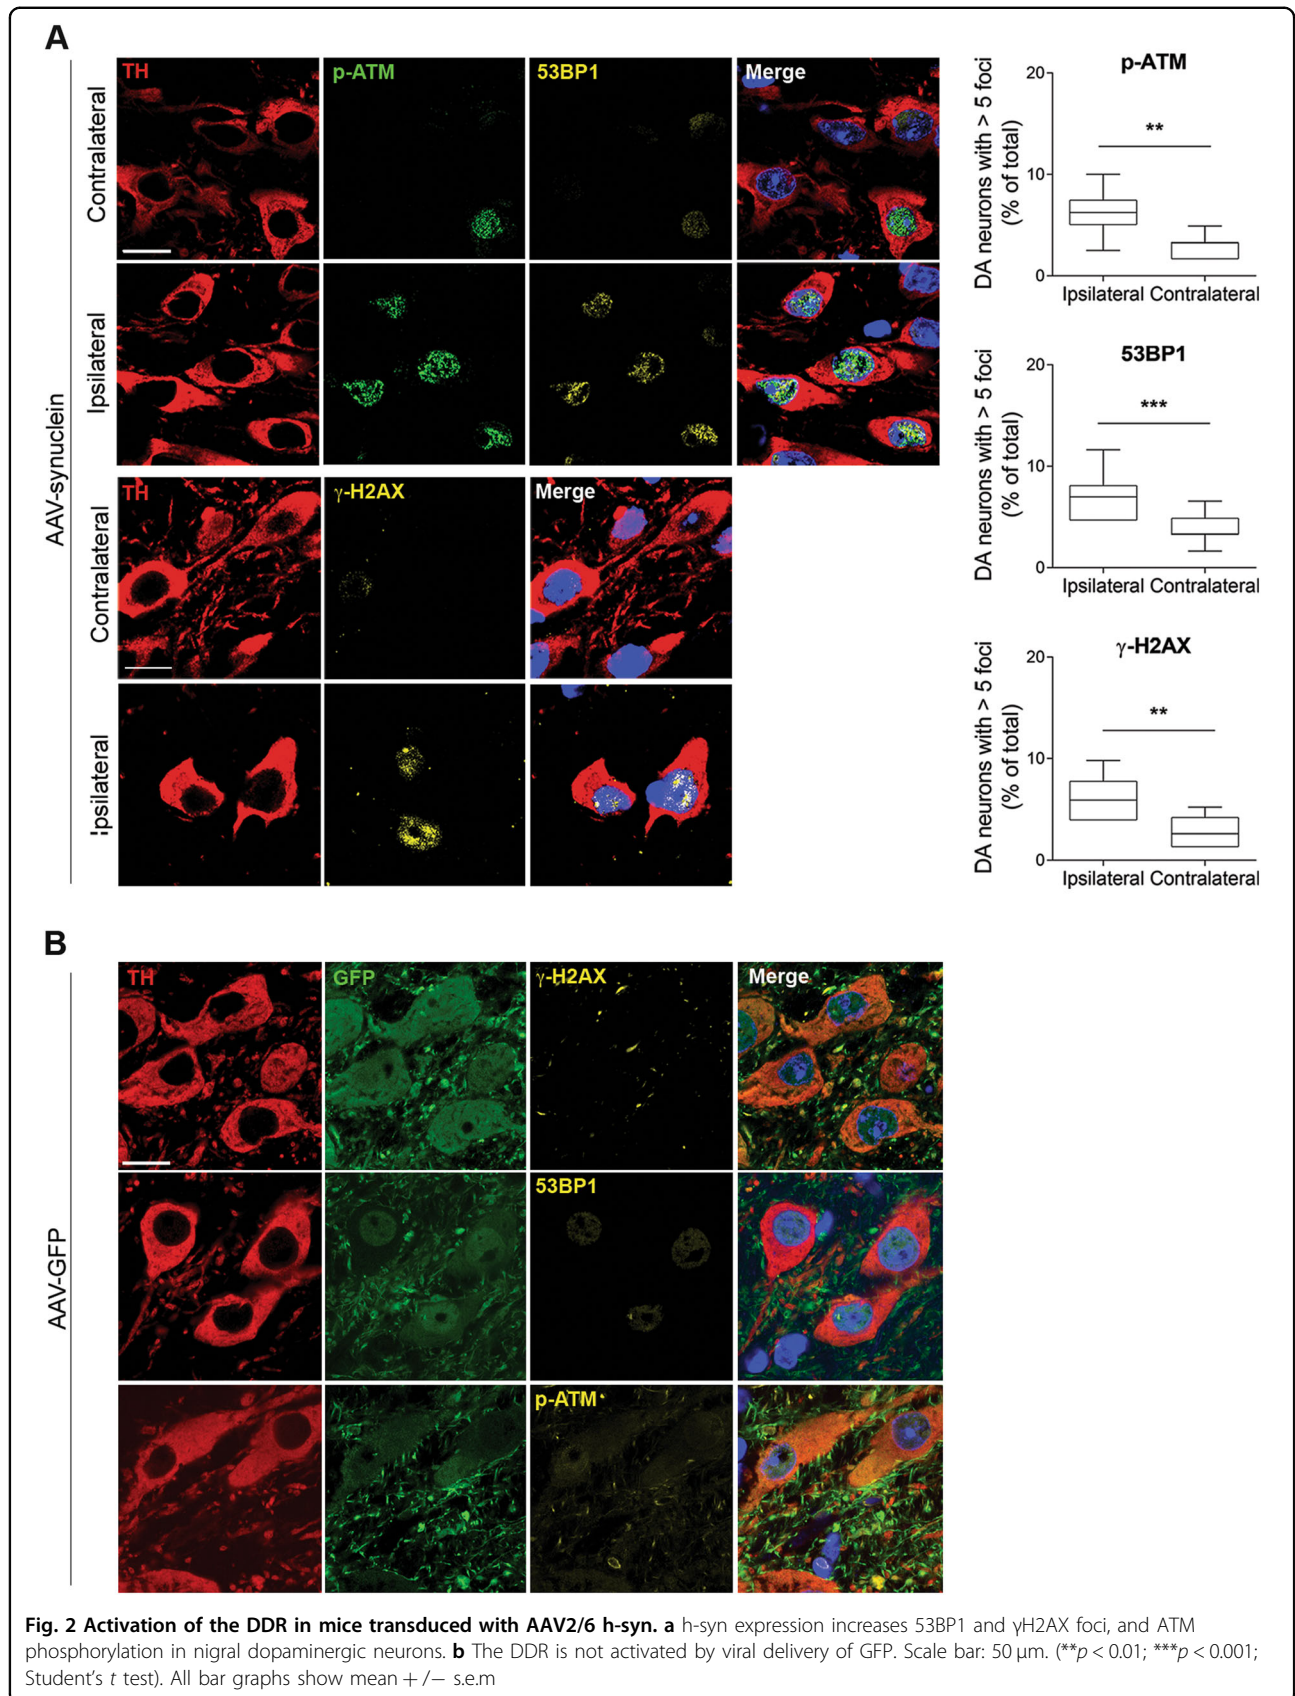 A
AAV-synuclein
Contralateral
TH
p-ATM
53BP1
Merge
Ipsilateral
Contralateral
TH
γ-H2AX
Merge
Ipsilateral
p-ATM
DA neurons with > 5 foci
(% of total)
20
**
10
0
Ipsilateral Contralateral
53BP1
DA neurons with > 5 foci
(% of total)
20
***
10
0
Ipsilateral Contralateral
γ-H2AX
DA neurons with > 5 foci
(% of total)
20
**
10
0
Ipsilateral Contralateral
B
AAV-GFP
TH
GFP
γ-H2AX
Merge
53BP1
p-ATM
Fig. 2 Activation of the DDR in mice transduced with AAV2/6 h-syn. a h-syn expression increases 53BP1 and γH2AX foci, and ATM
phosphorylation in nigral dopaminergic neurons. b The DDR is not activated by viral delivery of GFP. Scale bar: 50 μm. (**p < 0.01; ***p < 0.001;
Student's t test). All bar graphs show mean +/− s.e.m